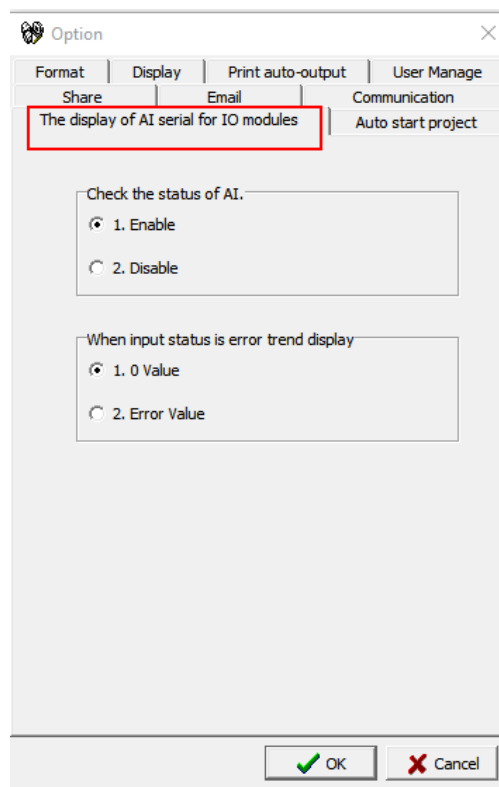 Option
Format Display Print auto-output User Manage
Share Email Communication
The display of AI serial for IO modules Auto start project
Check the status of AI.
1. Enable
2. Disable
When input status is error trend display
1. 0 Value
2. Error Value
OK Cancel